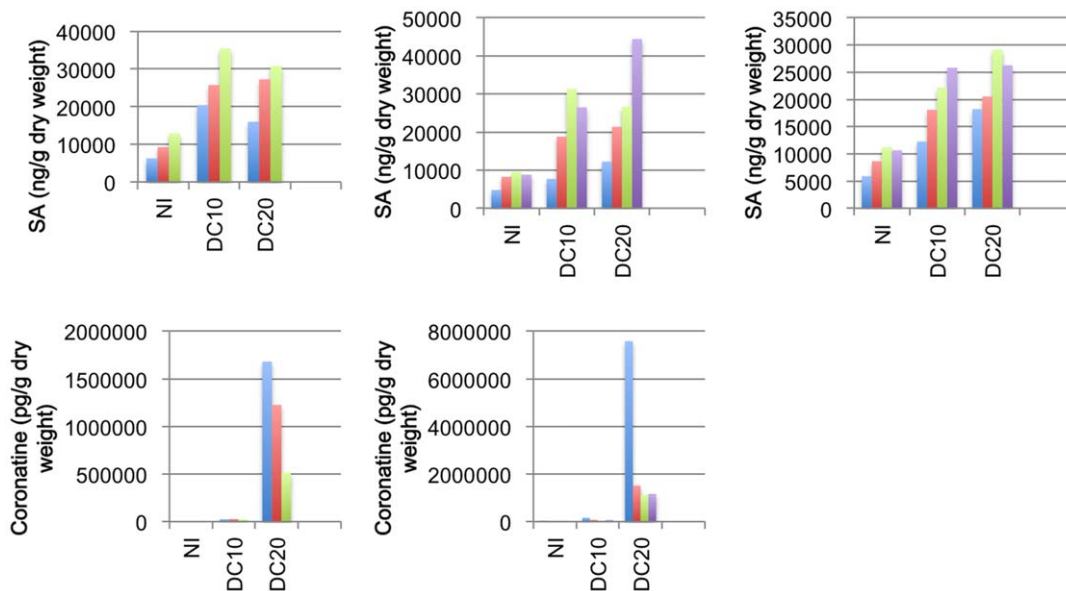 SA (ng/g dry weight)
40000
30000
20000
10000
0
NI
DC10
DC20
SA (ng/g dry weight)
50000
40000
30000
20000
10000
0
NI
DC10
DC20
SA (ng/g dry weight)
35000
30000
25000
20000
15000
10000
5000
0
NI
DC10
DC20
Coronatine (pg/g dry
weight)
2000000
1500000
1000000
500000
0
NI
DC10
DC20
Coronatine (pg/g dry
weight)
8000000
6000000
4000000
2000000
0
NI
DC10
DC20